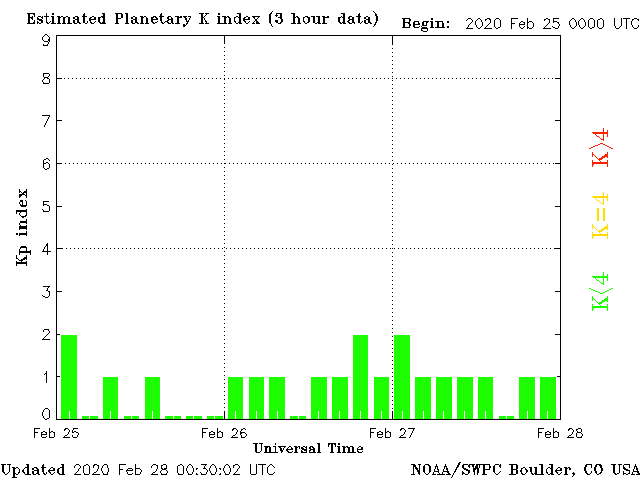 Estimated Planetary K index (3 hour data) Begin: 2020 Feb 25 0000 UTC
9
8
7
6
5
4
3
2
1
0
Kp index
K>4
K=4
K<4
Feb 25 Feb 26 Feb 27 Feb 28
Universal Time
Updated 2020 Feb 28 00:30:02 UTC NOAA/SWPC Boulder, CO USA